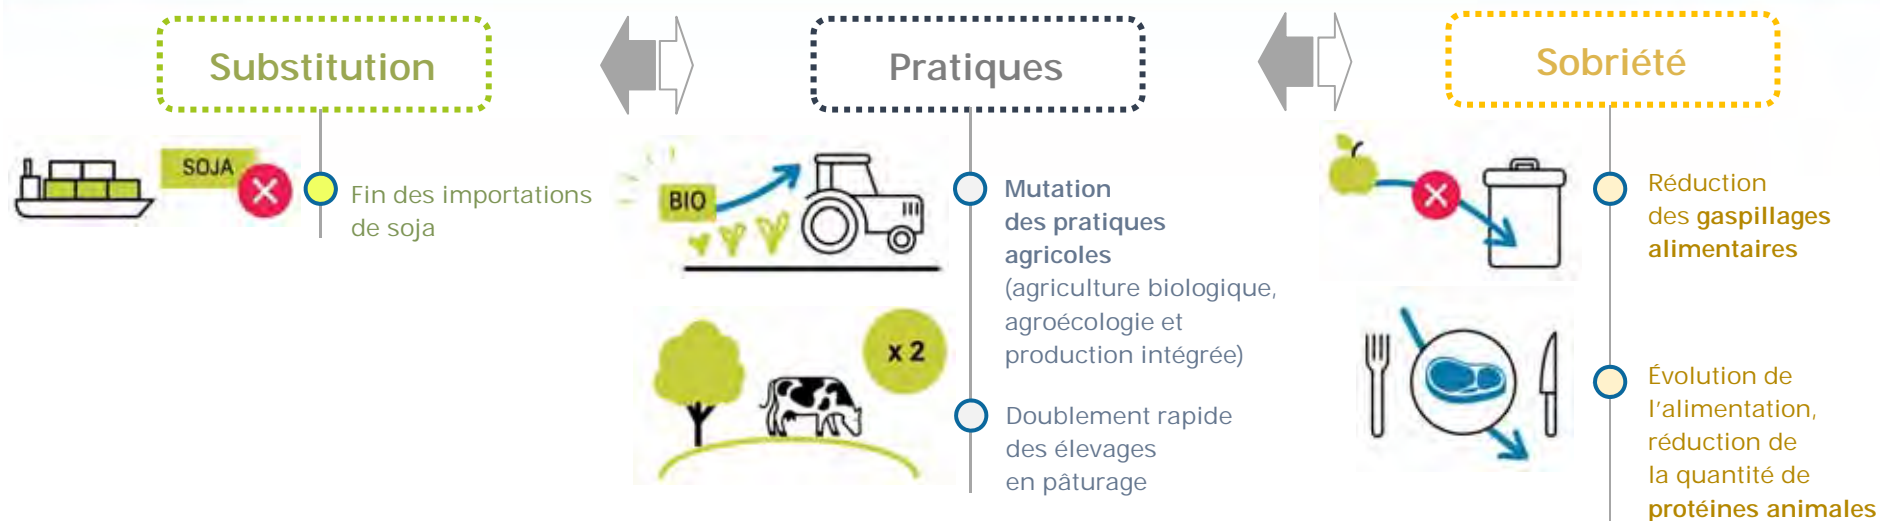 Substitution
SOJA
Fin des importations
de soja
Pratiques
BIO
Mutation
des pratiques
agricoles
(agriculture biologique,
agroécologie et
production intégrée)
x 2
Doublement rapide
des élevages
en pâturage
Sobriété
Réduction
des gaspillages
alimentaires
Évolution de
l'alimentation,
réduction de
la quantité de
protéines animales